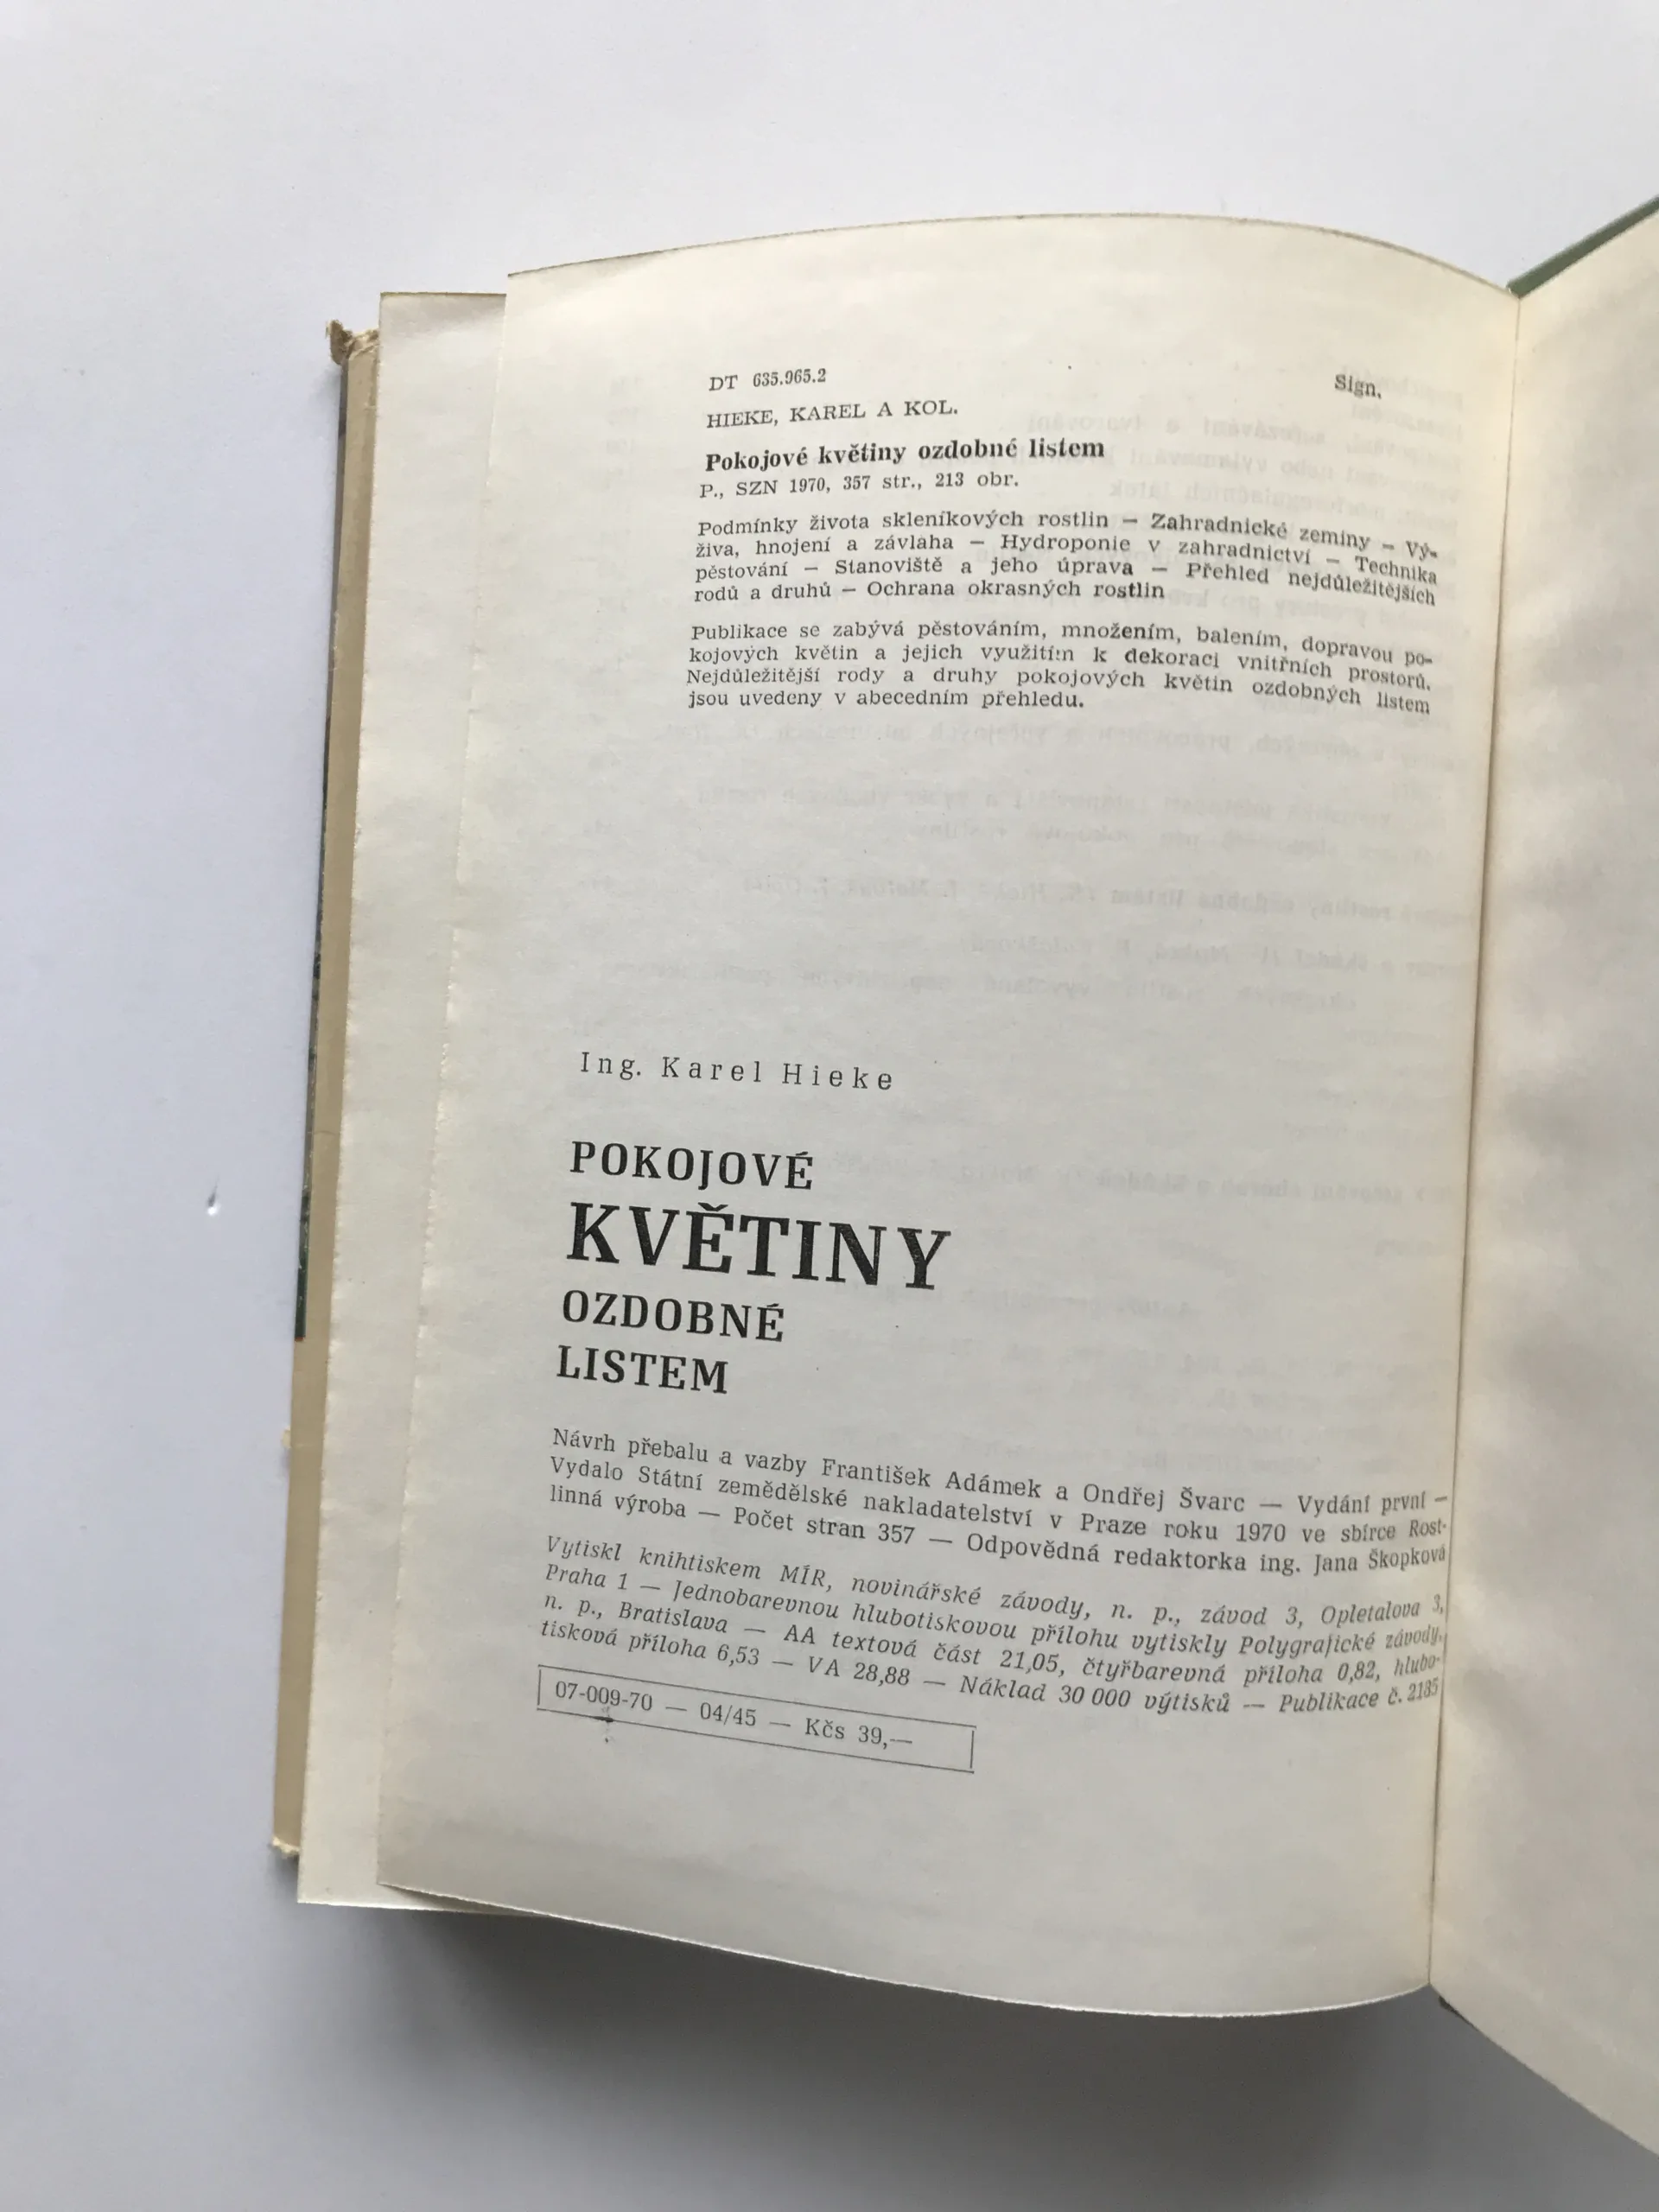 DT 635.965.2 Sign.
HIEKE, KAREL A KOL.
Pokojové květiny ozdobné listem
P., SZN 1970, 357 str., 213 obr.
Podmínky života skleníkových rostlin — Zahradnické zeminy — Vý-
živa, hnojení a závlaha — Hydroponie v zahradnictví — Technika
pěstování — Stanoviště a jeho úprava — Přehled nejdůležitějších
rodů a druhů — Ochrana okrasných rostlin
Publikace se zabývá pěstováním, množením, balením, dopravou po-
kojových květin a jejich využitím k dekoraci vnitřních prostorů.
Nejdůležitější rody a druhy pokojových květin ozdobných listem
jsou uvedeny v abecedním přehledu.
Ing. Karel Hieke
POKOJOVÉ
KVĚTINY
OZDOBNÉ
LISTEM
Návrh přebalu a vazby František Adámek a Ondřej Švarc — Vydání první —
Vydalo Státní zemědělské nakladatelství v Praze roku 1970 ve sbírce Rost-
linná výroba — Počet stran 357 — Odpovědná redaktorka ing. Jana Škopková
Vytiskl knihtiskem MÍR, novinářské závody, n. p., závod 3, Opletalova 3,
Praha 1 — Jednobarevnou hlubotiskovou přílohu vytiskly Polygrafické závody,
n. p., Bratislava — AA textová část 21,05, čtyřbarevná příloha 0,82, hlubo-
tisková příloha 6,53 — VA 28,88 — Náklad 30 000 výtisků — Publikace č. 2185
07-009-70 — 04/45 — Kčs 39,—